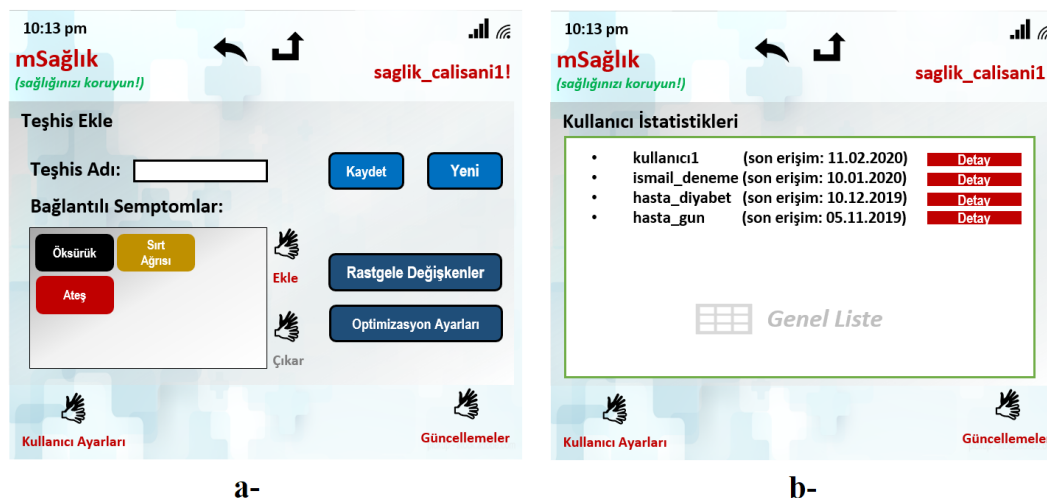 10:13 pm
mSağlık
(sağlığınızı koruyun!)
saglik_calisani1!
Teşhis Ekle
Teşhis Adı:
Kaydet
Yeni
Bağlantılı Semptomlar:
Öksürük
Sırt
Ağrısı
Ateş
Ekle
Çıkar
Rastgele Değişkenler
Optimizasyon Ayarları
Kullanıcı Ayarları
Güncellemeler
a-
10:13 pm
mSağlık
(sağlığınızı koruyun!)
saglik_calisani1
Kullanıcı İstatistikleri
• kullanıcı1 (son erişim: 11.02.2020) Detay
• ismail_deneme (son erişim: 10.01.2020) Detay
• hasta_diyabet (son erişim: 10.12.2019) Detay
• hasta_gun (son erişim: 05.11.2019) Detay
Genel Liste
Kullanıcı Ayarları
Güncellemele
b-